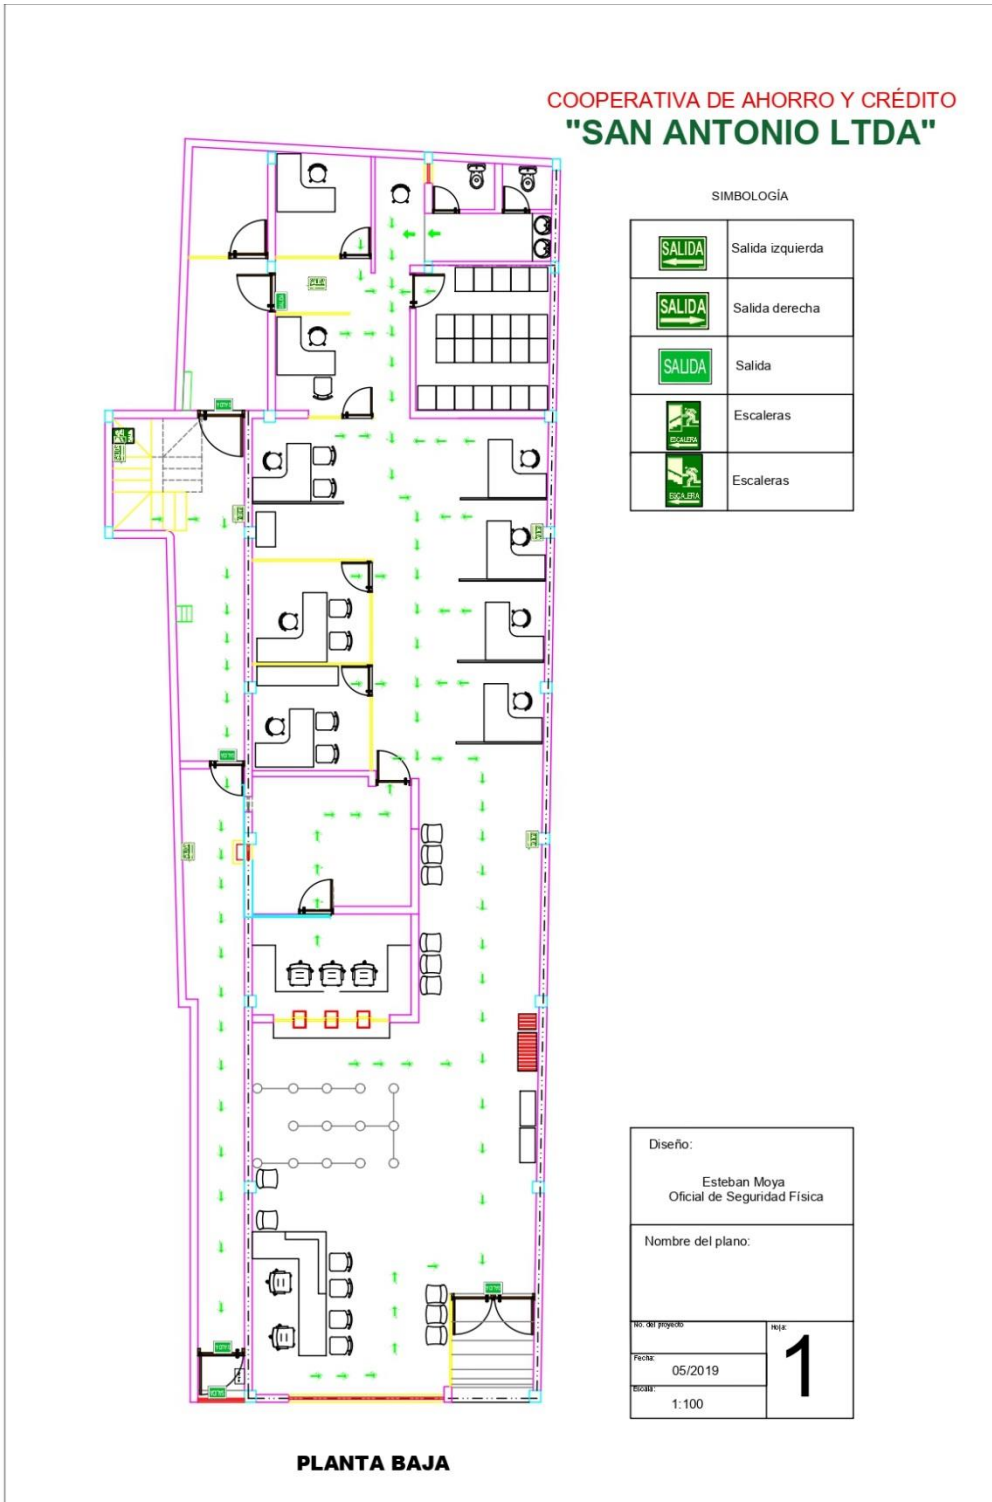 COOPERATIVA DE AHORRO Y CRÉDITO
"SAN ANTONIO LTDA"
SIMBOLOGÍA
SALIDA
Salida izquierda
SALIDA
Salida derecha
SALIDA
Salida
ESCALERA
Escaleras
ESCALERA
Escaleras
Diseño:
Esteban Moya
Oficial de Seguridad Física
Nombre del plano:
No. del proyecto
Hoja:
1
Fecha:
05/2019
Escala:
1:100
PLANTA BAJA